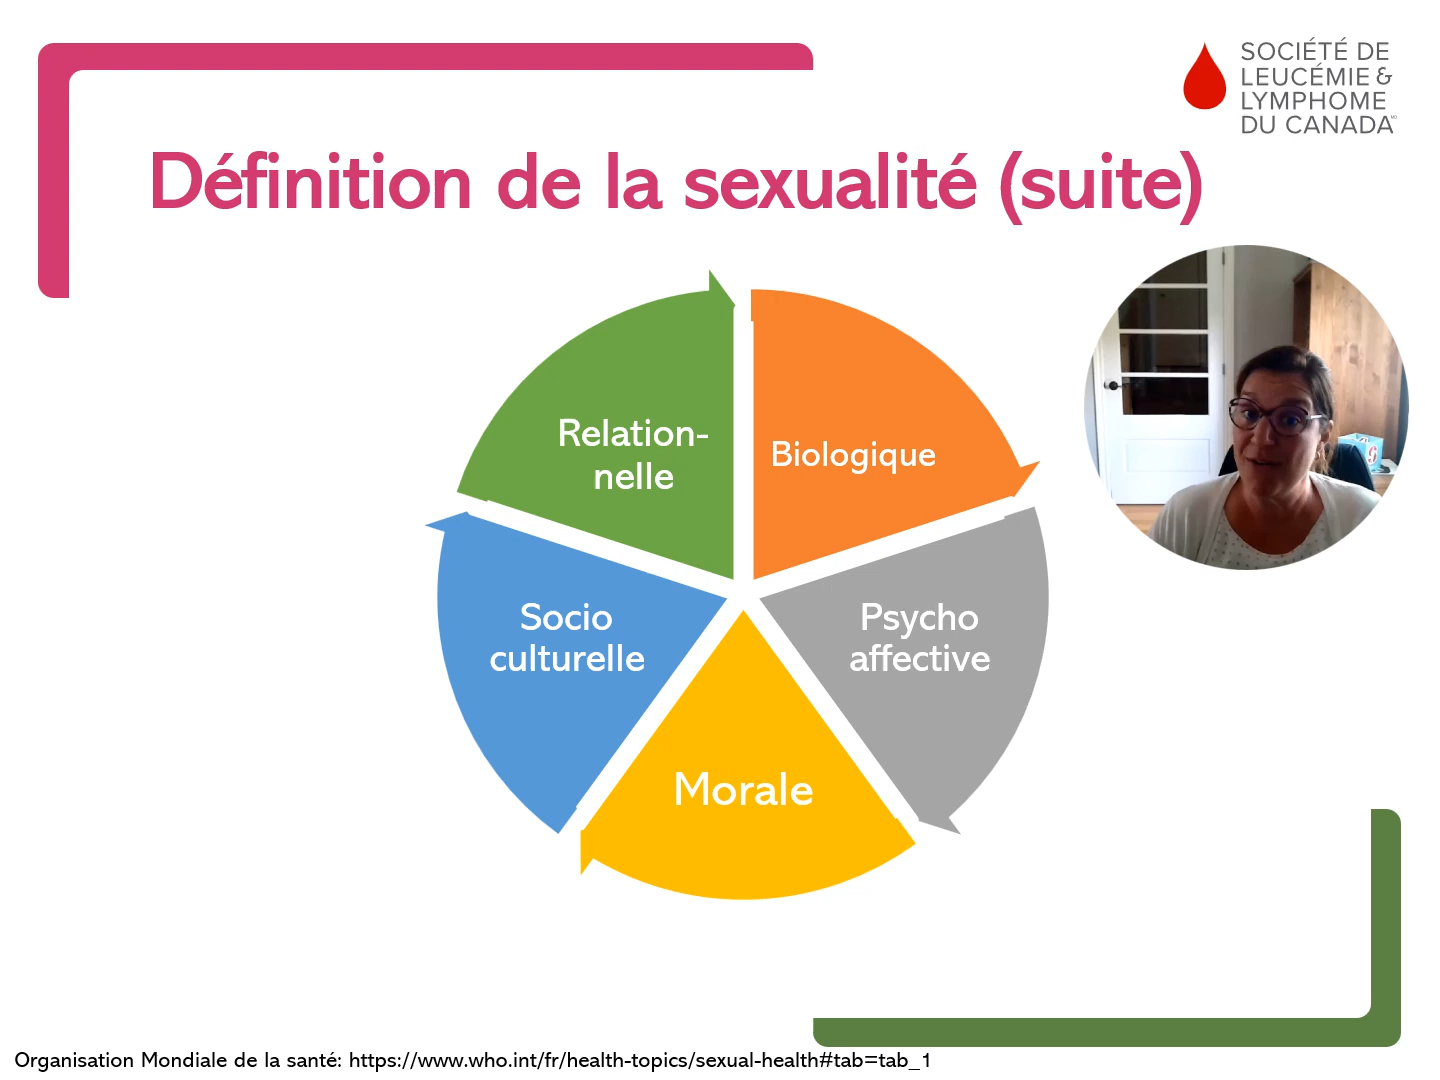 SOCIÉTÉ DE
LEUCÉMIE &
LYMPHOME
DU CANADA MD
Définition de la sexualité (suite)
Relation-
nelle
Biologique
Socio
culturelle
Psycho
affective
Morale
Organisation Mondiale de la santé: https://www.who.int/fr/health-topics/sexual-health#tab=tab_1